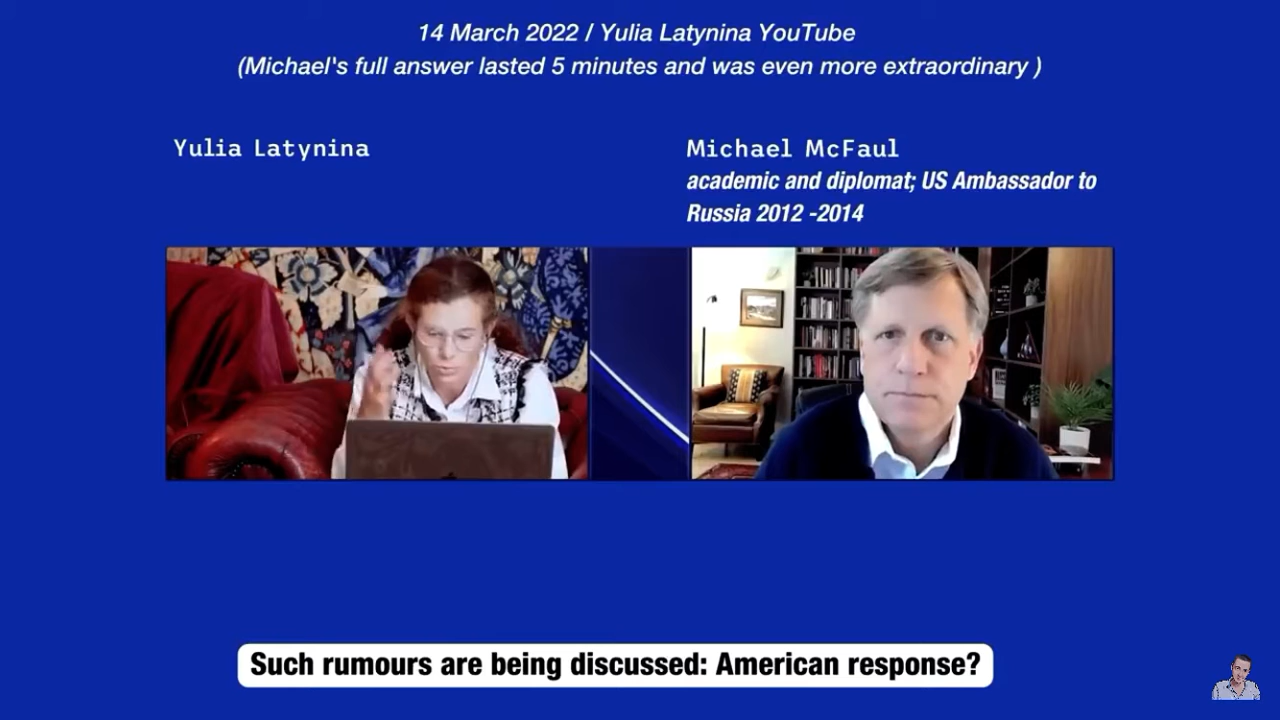 14 March 2022 / Yulia Latynina YouTube
(Michael's full answer lasted 5 minutes and was even more extraordinary )
Yulia Latynina
Michael McFaul
academic and diplomat; US Ambassador to
Russia 2012 -2014
Such rumours are being discussed: American response?